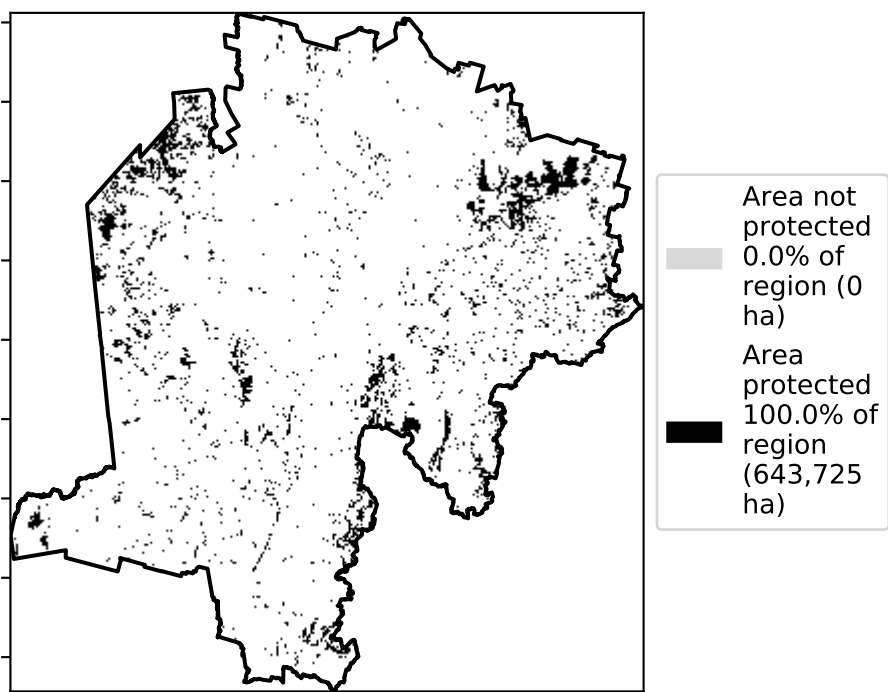 Area not
protected
0.0% of
region (0
ha)
Area
protected
100.0% of
region
(643,725
ha)